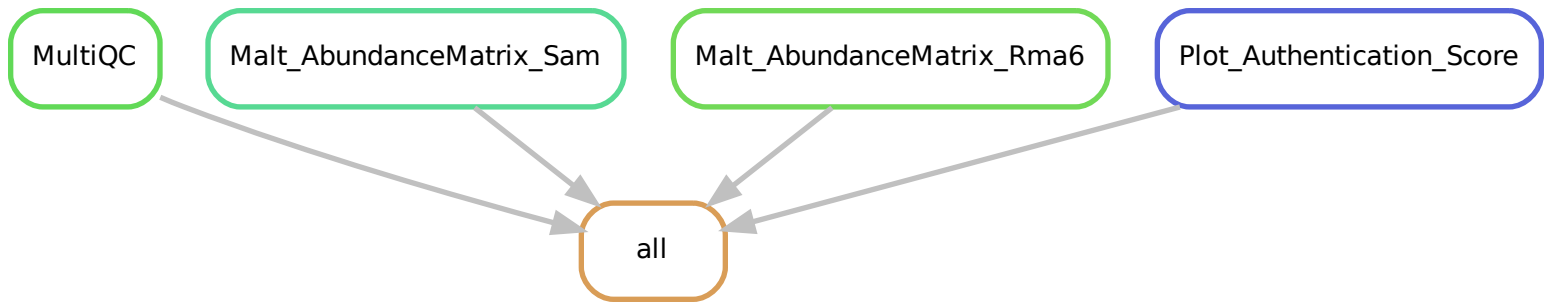 MultiQC
Malt_AbundanceMatrix_Sam
Malt_AbundanceMatrix_Rma6
Plot_Authentication_Score
all